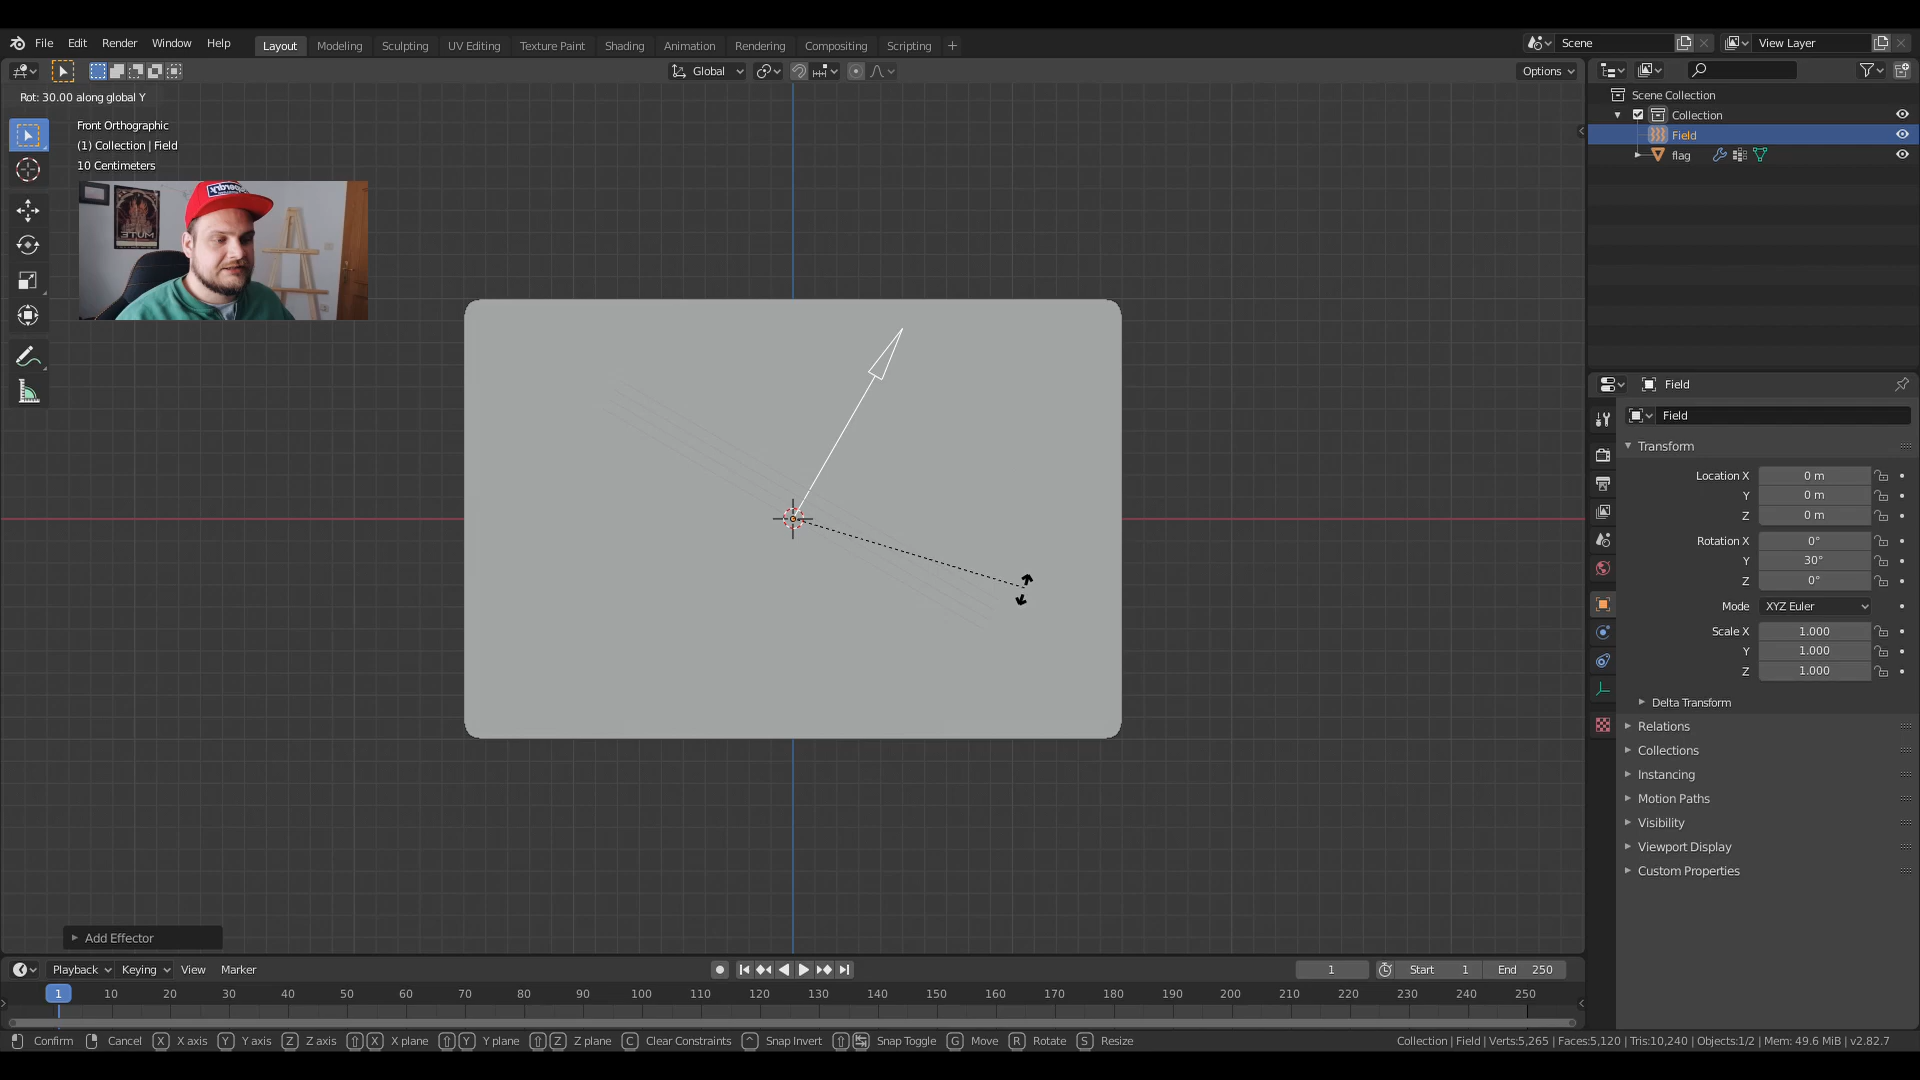 File Edit Render Window Help
Layout Modeling Sculpting UV Editing Texture Paint Shading Animation Rendering Compositing Scripting +
Scene
View Layer
Global
Options
Rot: 30.00 along global Y
Front Orthographic
(1) Collection | Field
10 Centimeters
MUTE
Scene Collection
Collection
Field
flag
Field
Field
Transform
Location X 0 m
Y 0 m
Z 0 m
Rotation X 0°
Y 30°
Z 0°
Mode XYZ Euler
Scale X 1.000
Y 1.000
Z 1.000
Delta Transform
Relations
Collections
Instancing
Motion Paths
Visibility
Viewport Display
Custom Properties
Add Effector
Playback Keying View Marker
1 Start 1 End 250
1 10 20 30 40 50 60 70 80 90 100 110 120 130 140 150 160 170 180 190 200 210 220 230 240 250
Confirm Cancel X X axis Y Y axis Z Z axis X X plane Y Y plane Z Z plane C Clear Constraints ^ Snap Invert Snap Toggle G Move R Rotate S Resize
Collection | Field | Verts:5,265 | Faces:5,120 | Tris:10,240 | Objects:1/2 | Mem: 49.6 MiB | v2.82.7